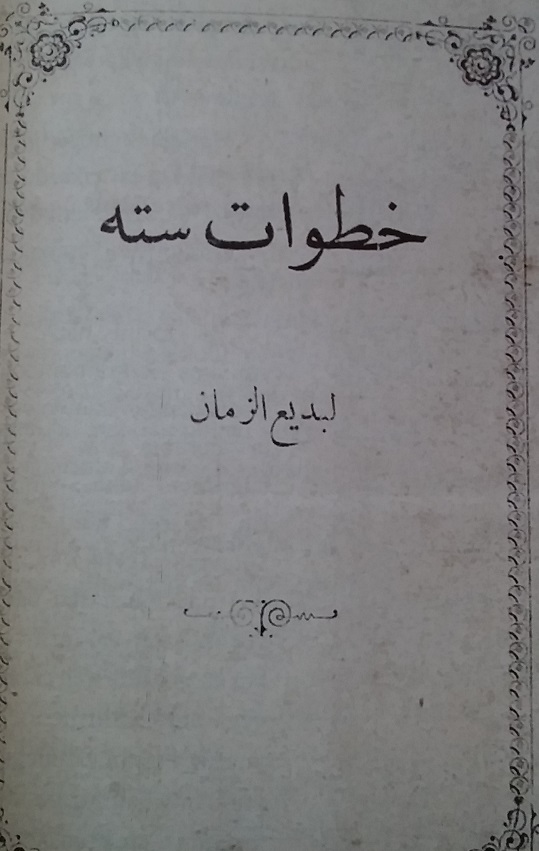 خطوات سته
لبديع الزمان